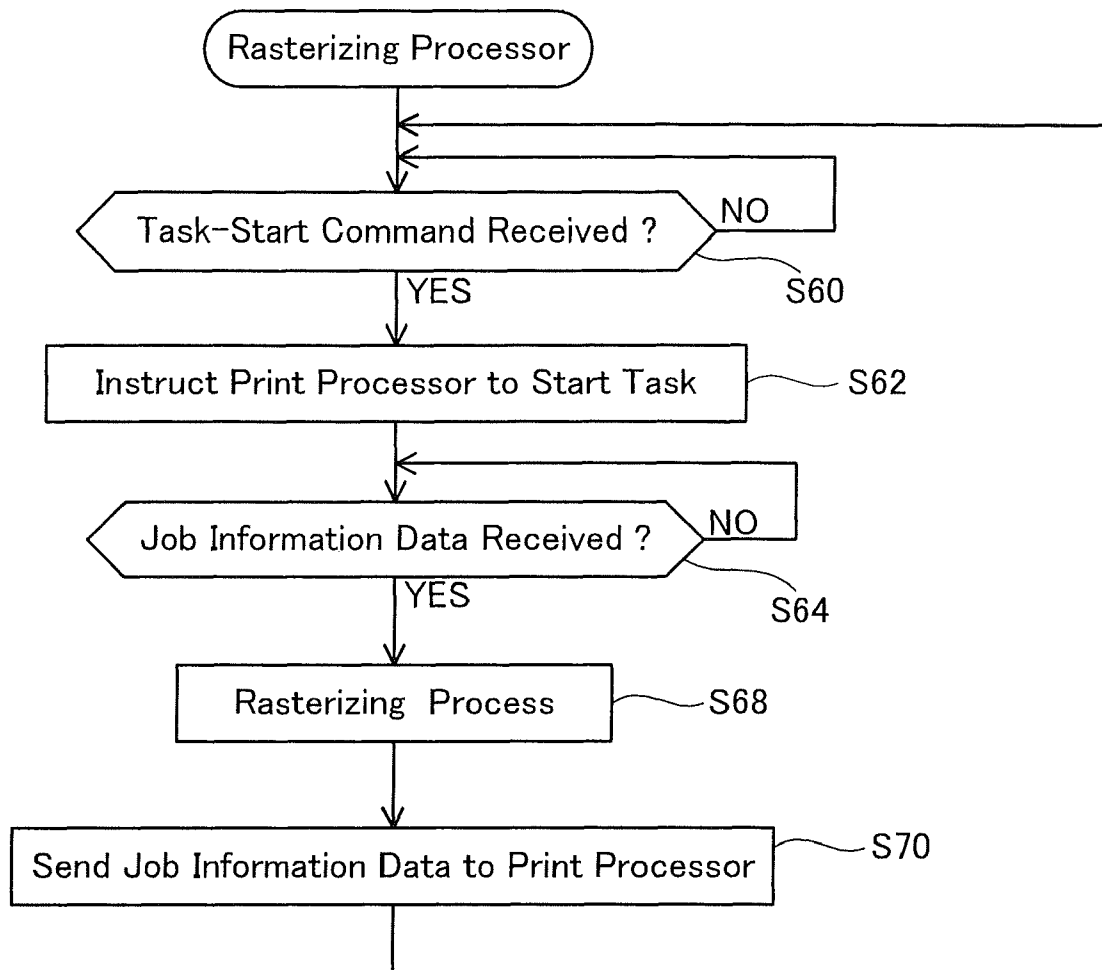 Rasterizing Processor
Task-Start Command Received ?
NO
S60
YES
Instruct Print Processor to Start Task
S62
Job Information Data Received ?
NO
S64
YES
Rasterizing Process
S68
Send Job Information Data to Print Processor
S70